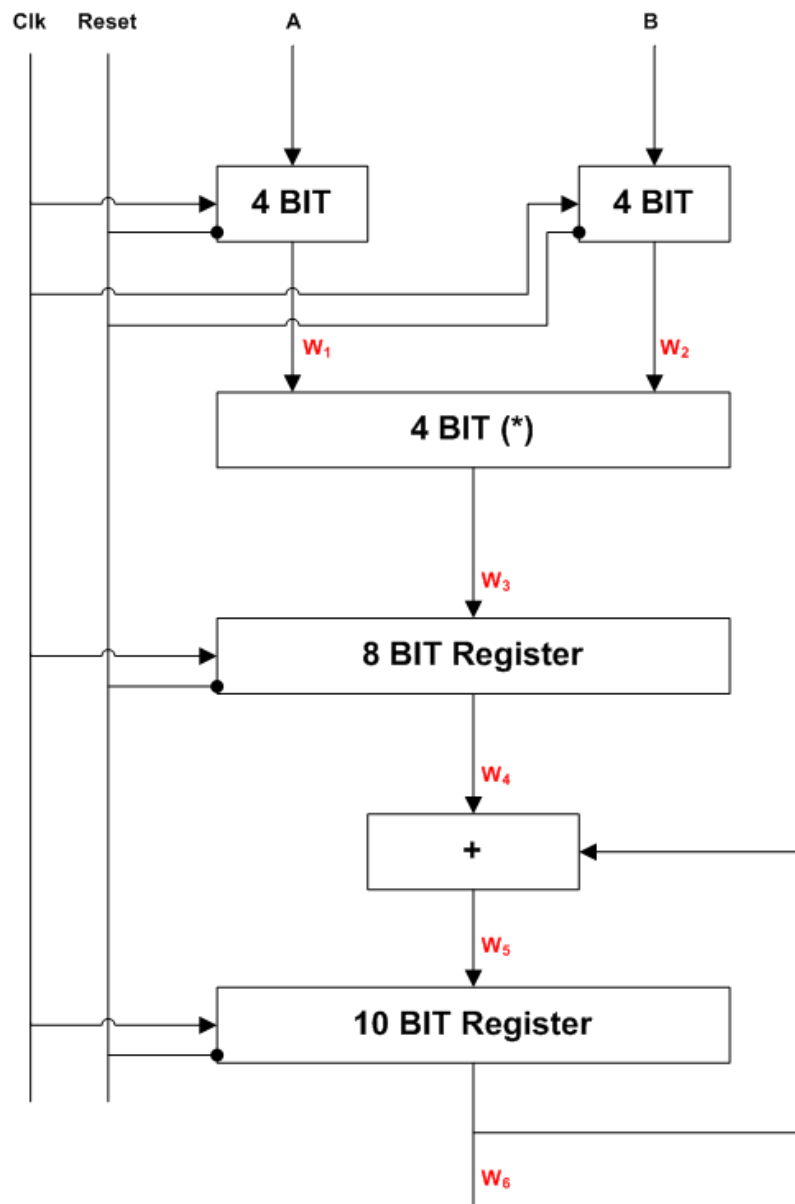 Clk Reset A B
4 BIT 4 BIT
W₁ W₂
4 BIT (*)
W₃
8 BIT Register
W₄
+
W₅
10 BIT Register
W₆